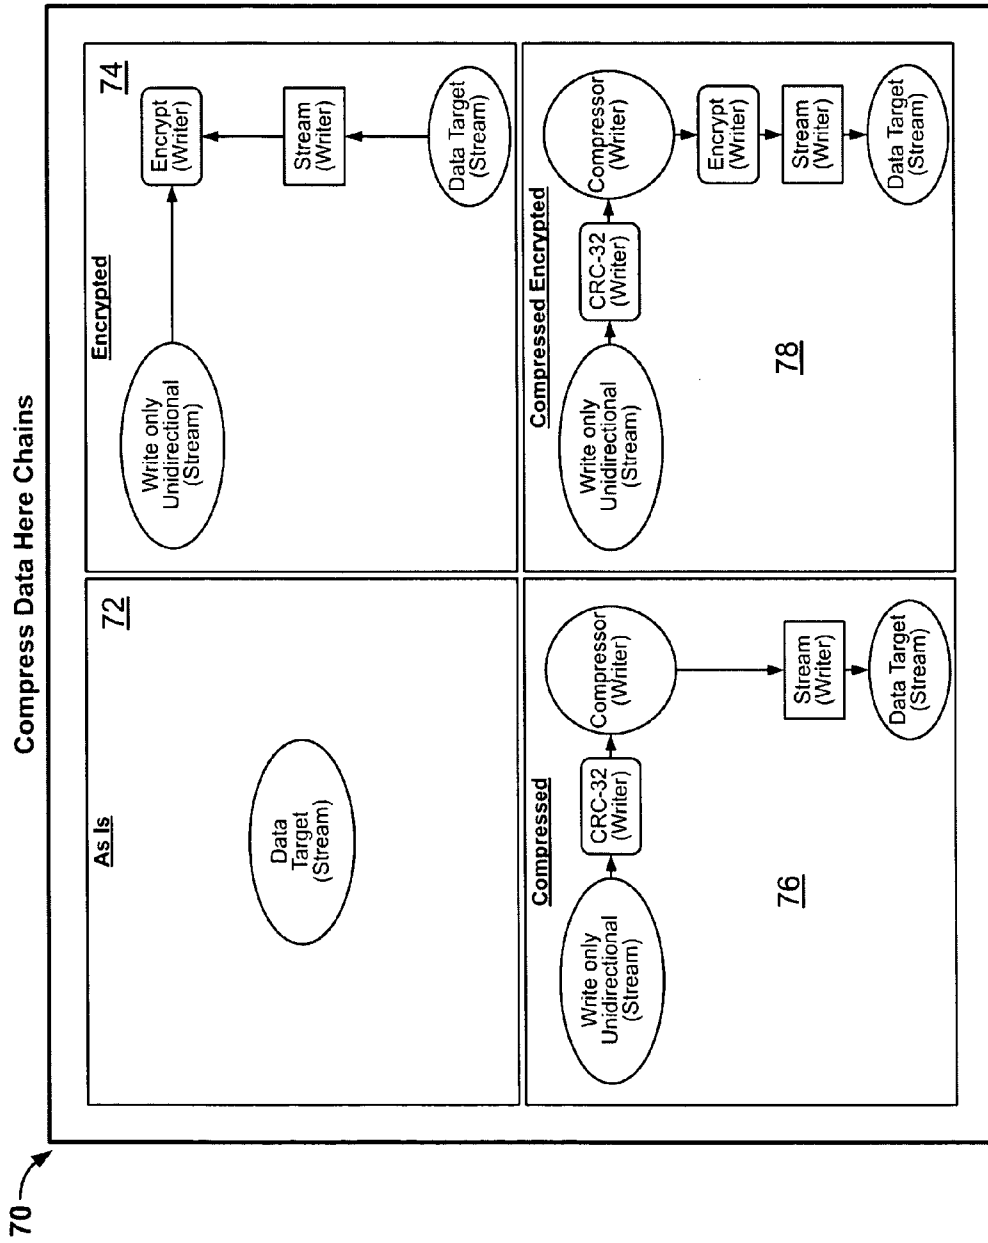 70
Compress Data Here Chains
As Is
72
Data
Target
(Stream)
Encrypted
74
Write only
Unidirectional
(Stream)
Encrypt
(Writer)
Stream
(Writer)
Data Target
(Stream)
Compressed
Write only
Unidirectional
(Stream)
CRC-32
(Writer)
Compressor
(Writer)
Stream
(Writer)
Data Target
(Stream)
76
Compressed Encrypted
Write only
Unidirectional
(Stream)
CRC-32
(Writer)
Compressor
(Writer)
Encrypt
(Writer)
Stream
(Writer)
Data Target
(Stream)
78